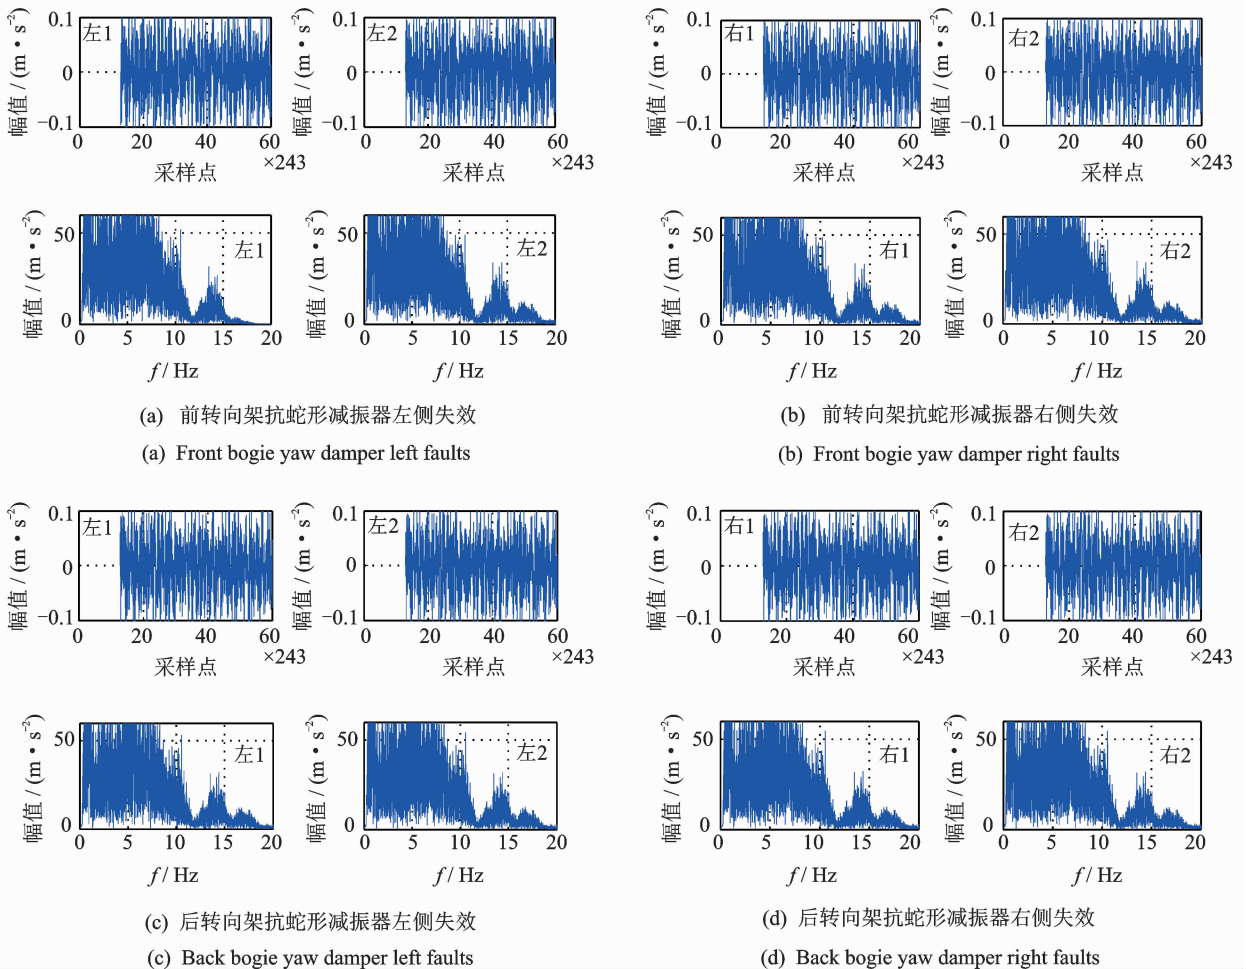 幅值 / (m • s⁻²)
0.1
0
−0.1
左1
0 20 40 60
×243
采样点
幅值 / (m • s⁻²)
0.1
0
−0.1
左2
0 20 40 60
×243
采样点
幅值 / (m • s⁻²)
50
0
左1
0 5 10 15 20
f / Hz
幅值 / (m • s⁻²)
50
0
左2
0 5 10 15 20
f / Hz
(a) 前转向架抗蛇形减振器左侧失效
(a) Front bogie yaw damper left faults
幅值 / (m • s⁻²)
0.1
0
−0.1
右1
0 20 40 60
×243
采样点
幅值 / (m • s⁻²)
0.1
0
−0.1
右2
0 20 40 60
×243
采样点
幅值 / (m • s⁻²)
50
0
右1
0 5 10 15 20
f / Hz
幅值 / (m • s⁻²)
50
0
右2
0 5 10 15 20
f / Hz
(b) 前转向架抗蛇形减振器右侧失效
(b) Front bogie yaw damper right faults
幅值 / (m • s⁻²)
0.1
0
−0.1
左1
0 20 40 60
×243
采样点
幅值 / (m • s⁻²)
0.1
0
−0.1
左2
0 20 40 60
×243
采样点
幅值 / (m • s⁻²)
50
0
左1
0 5 10 15 20
f / Hz
幅值 / (m • s⁻²)
50
0
左2
0 5 10 15 20
f / Hz
(c) 后转向架抗蛇形减振器左侧失效
(c) Back bogie yaw damper left faults
幅值 / (m • s⁻²)
0.1
0
−0.1
右1
0 20 40 60
×243
采样点
幅值 / (m • s⁻²)
0.1
0
−0.1
右2
0 20 40 60
×243
采样点
幅值 / (m • s⁻²)
50
0
右1
0 5 10 15 20
f / Hz
幅值 / (m • s⁻²)
50
0
右2
0 5 10 15 20
f / Hz
(d) 后转向架抗蛇形减振器右侧失效
(d) Back bogie yaw damper right faults